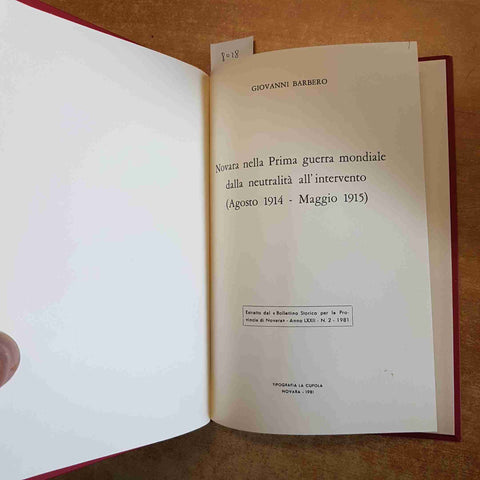 8028
GIOVANNI BARBERO
Novara nella Prima guerra mondiale
dalla neutralità all'intervento
(Agosto 1914 - Maggio 1915)
Estratto dal «Bollettino Storico per la Pro-
vincia di Novara» - Anno LXXII - N. 2 - 1981
TIPOGRAFIA LA CUPOLA
NOVARA - 1981